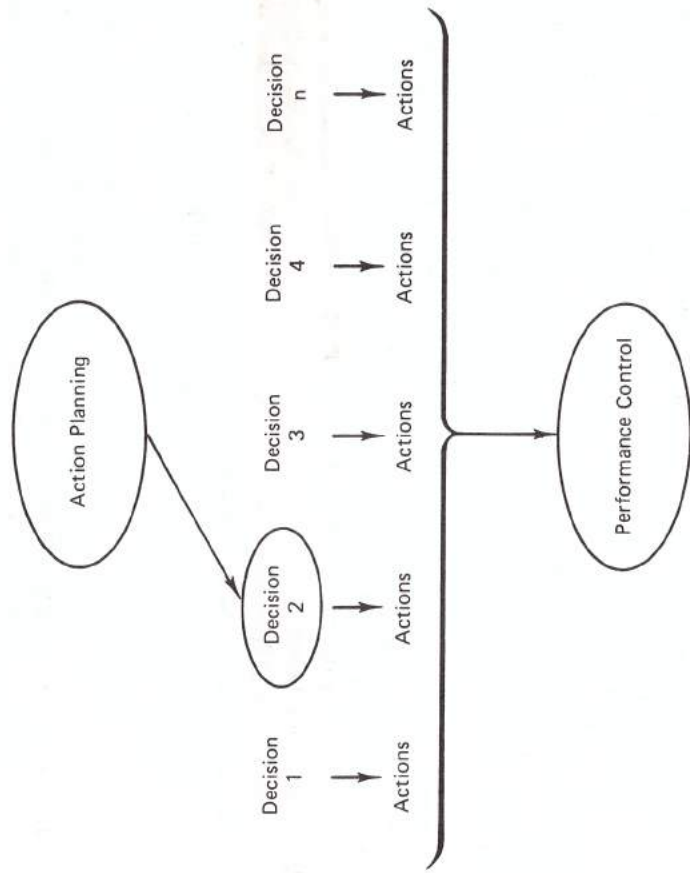 Action Planning
Decision
1
Decision
2
Decision
3
Decision
4
Decision
n
Actions
Actions
Actions
Actions
Actions
Performance Control